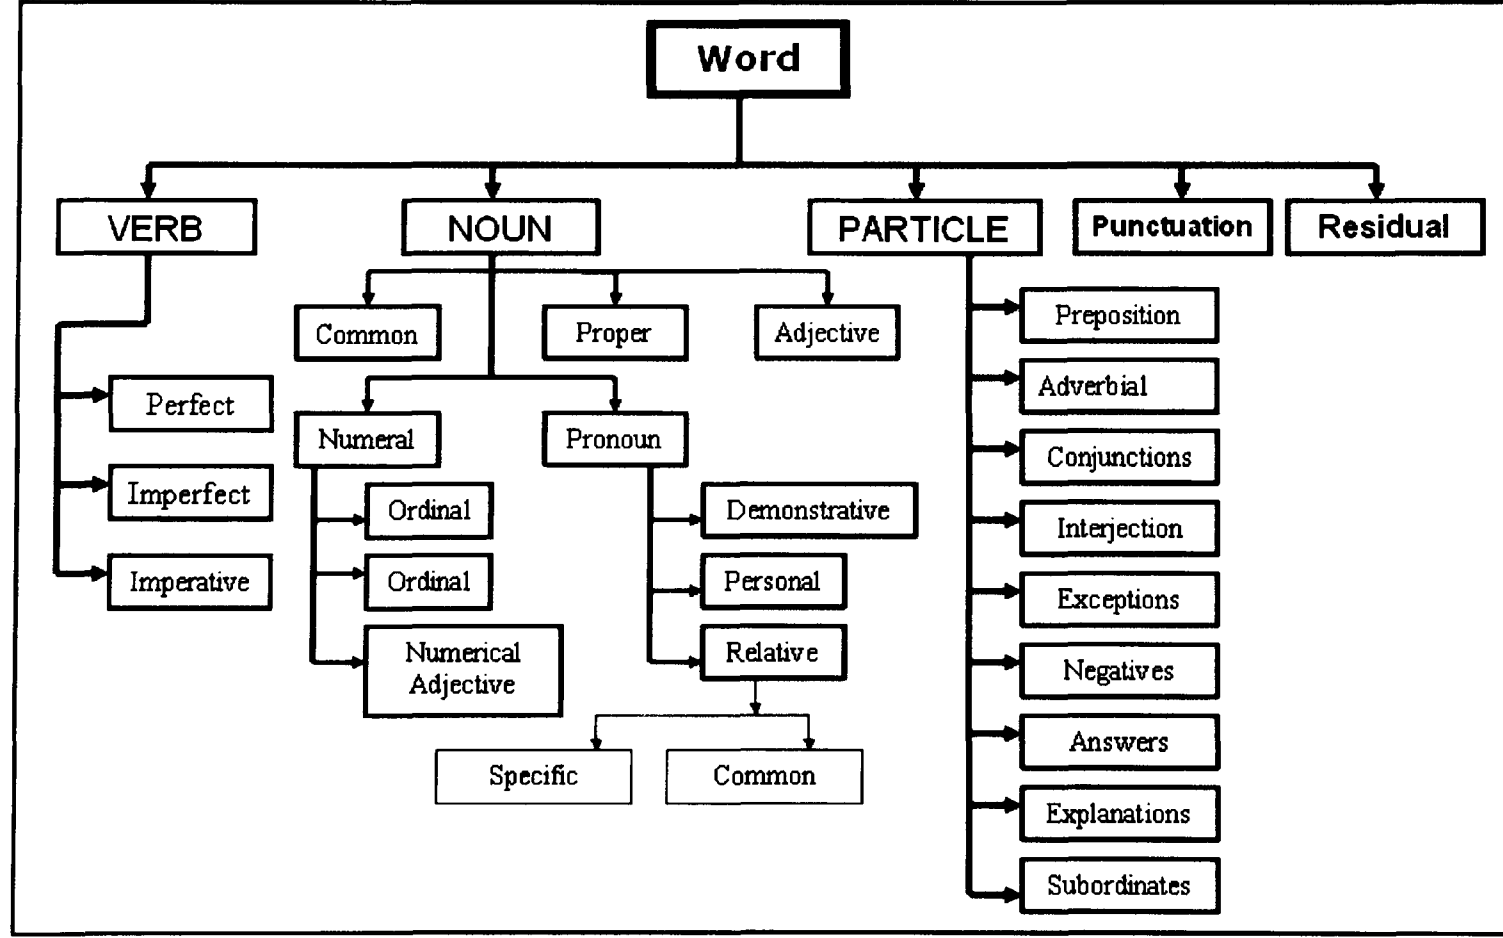 Word
VERB
NOUN
PARTICLE
Punctuation
Residual
Common
Proper
Adjective
Perfect
Imperfect
Imperative
Numeral
Pronoun
Ordinal
Ordinal
Numerical
Adjective
Demonstrative
Personal
Relative
Specific
Common
Preposition
Adverbial
Conjunctions
Interjection
Exceptions
Negatives
Answers
Explanations
Subordinates